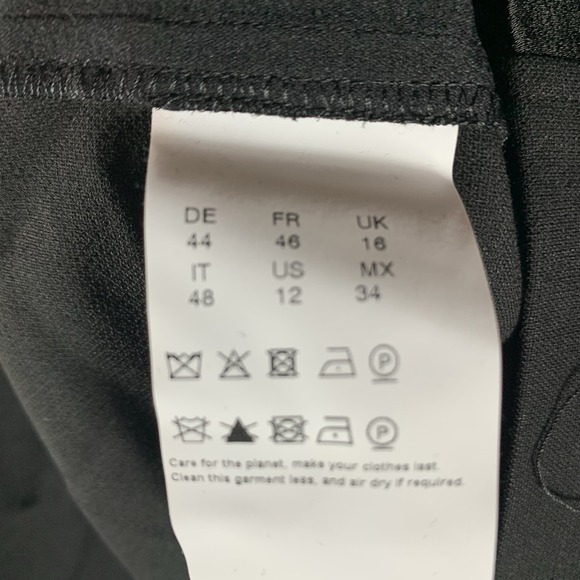 DE FR UK
44 46 16
IT US MX
48 12 34
P
P
Care for the planet, make your clothes last.
Clean this garment less, and air dry if required.